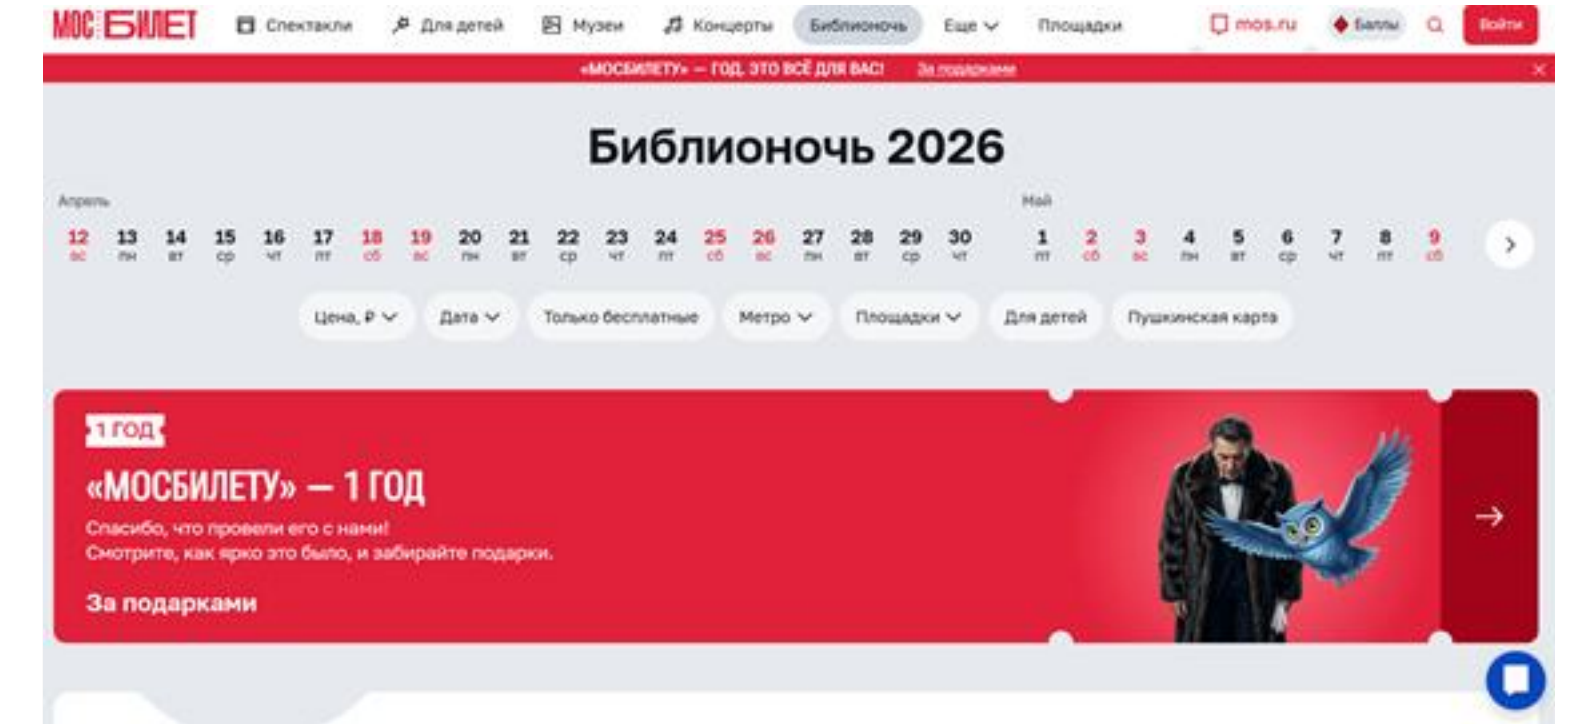 МОС БИЛЕТ Спектакли Для детей Музеи Концерты Библионочь Еще Площадки mos.ru Баллы Войти
«МОСБИЛЕТУ» — ГОД. ЭТО ВСЁ ДЛЯ ВАС! За подарками
Библионочь 2026
Апрель Май
12 13 14 15 16 17 18 19 20 21 22 23 24 25 26 27 28 29 30 1 2 3 4 5 6 7 8 9
вс пн вт ср чт пт сб вс пн вт ср чт пт сб вс пн вт ср чт пт сб вс пн вт ср чт пт сб
Цена, ₽ Дата Только бесплатные Метро Площадки Для детей Пушкинская карта
1 ГОД
«МОСБИЛЕТУ» — 1 ГОД
Спасибо, что провели его с нами!
Смотрите, как ярко это было, и забирайте подарки.
За подарками